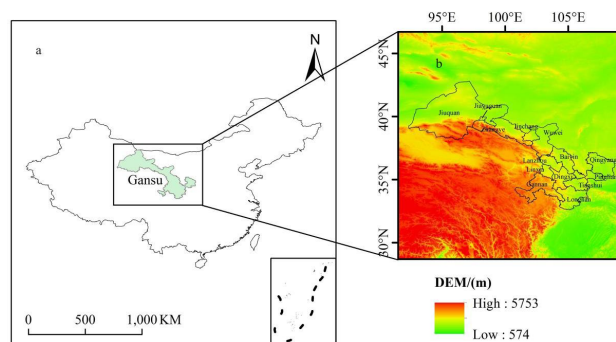 a
N
Gansu
0 500 1,000 KM
95°E 100°E 105°E
b
45°N
40°N
35°N
30°N
Jiuquan
Jiayuguan
Zhangye
Jinchang
Wuwei
Lanzhou
Baiyin
Qingyang
Linxia
Dingxi
Pingliang
Gannan
Tianshui
Longnan
DEM/(m)
High : 5753
Low : 574